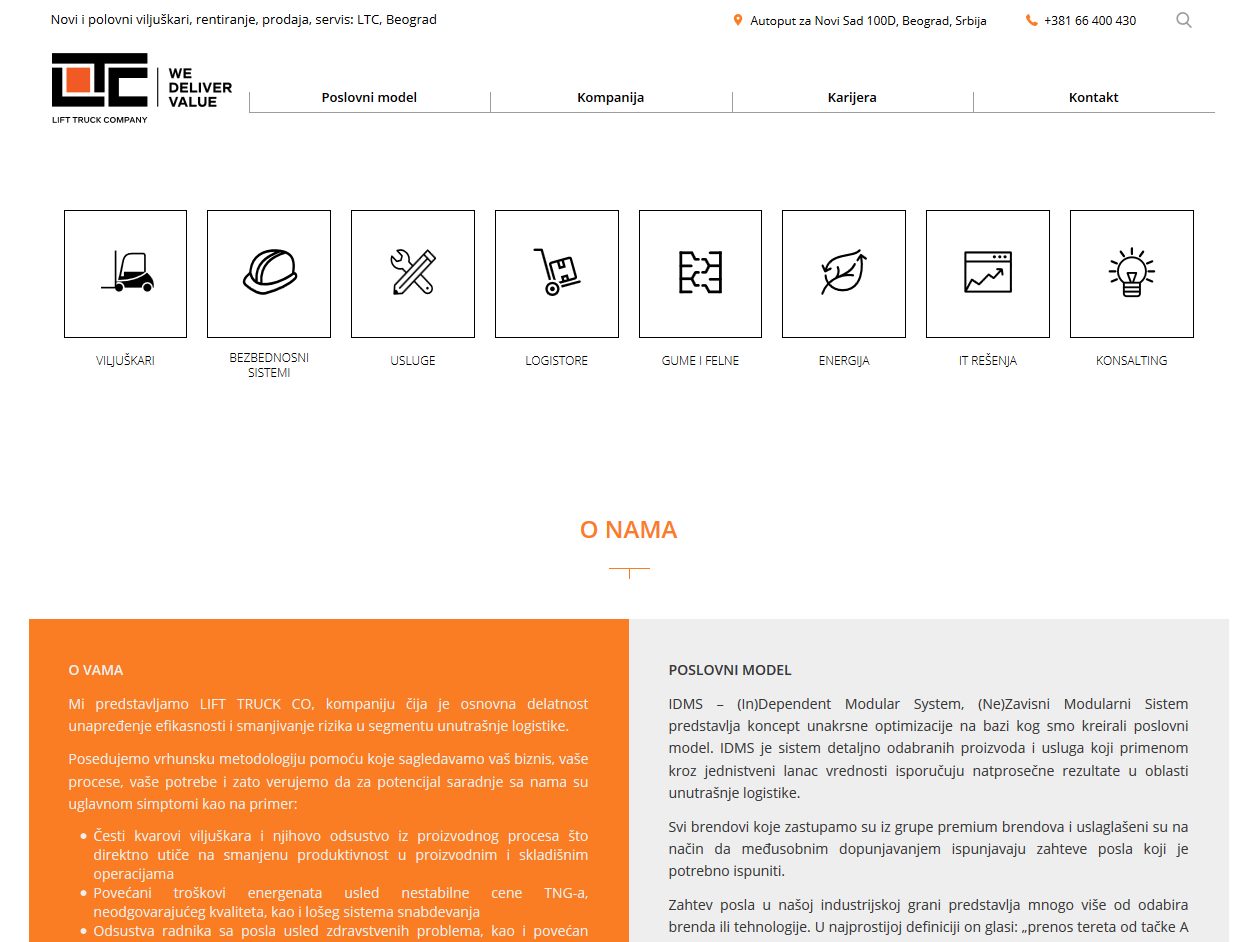 Novi i polovni viljuškari, rentiranje, prodaja, servis: LTC, Beograd
Autoput za Novi Sad 100D, Beograd, Srbija
+381 66 400 430
LTC
WE
DELIVER
VALUE
LIFT TRUCK COMPANY
Poslovni model
Kompanija
Karijera
Kontakt
VILJUŠKARI
BEZBEDNOSNI
SISTEMI
USLUGE
LOGISTORE
GUME I FELNE
ENERGIJA
IT REŠENJA
KONSALTING
O NAMA
O VAMA
Mi predstavljamo LIFT TRUCK CO, kompaniju čija je osnovna delatnost
unapređenje efikasnosti i smanjivanje rizika u segmentu unutrašnje logistike.
Posedujemo vrhunsku metodologiju pomoću koje sagledavamo vaš biznis, vaše
procese, vaše potrebe i zato verujemo da za potencijal saradnje sa nama su
uglavnom simptomi kao na primer:
• Česti kvarovi viljuškara i njihovo odsustvo iz proizvodnog procesa što
direktno utiče na smanjenu produktivnost u proizvodnim i skladišnim
operacijama
• Povećani troškovi energenata usled nestabilne cene TNG-a,
neodgovarajućeg kvaliteta, kao i lošeg sistema snabdevanja
• Odsustva radnika sa posla usled zdravstvenih problema, kao i povećan
POSLOVNI MODEL
IDMS – (In)Dependent Modular System, (Ne)Zavisni Modularni Sistem
predstavlja koncept unakrsne optimizacije na bazi kog smo kreirali poslovni
model. IDMS je sistem detaljno odabranih proizvoda i usluga koji primenom
kroz jednistveni lanac vrednosti isporučuju natprosečne rezultate u oblasti
unutrašnje logistike.
Svi brendovi koje zastupamo su iz grupe premium brendova i uslaglašeni su na
način da međusobnim dopunjavanjem ispunjavaju zahteve posla koji je
potrebno ispuniti.
Zahtev posla u našoj industrijskoj grani predstavlja mnogo više od odabira
brenda ili tehnologije. U najprostijoj definiciji on glasi: „prenos tereta od tačke A